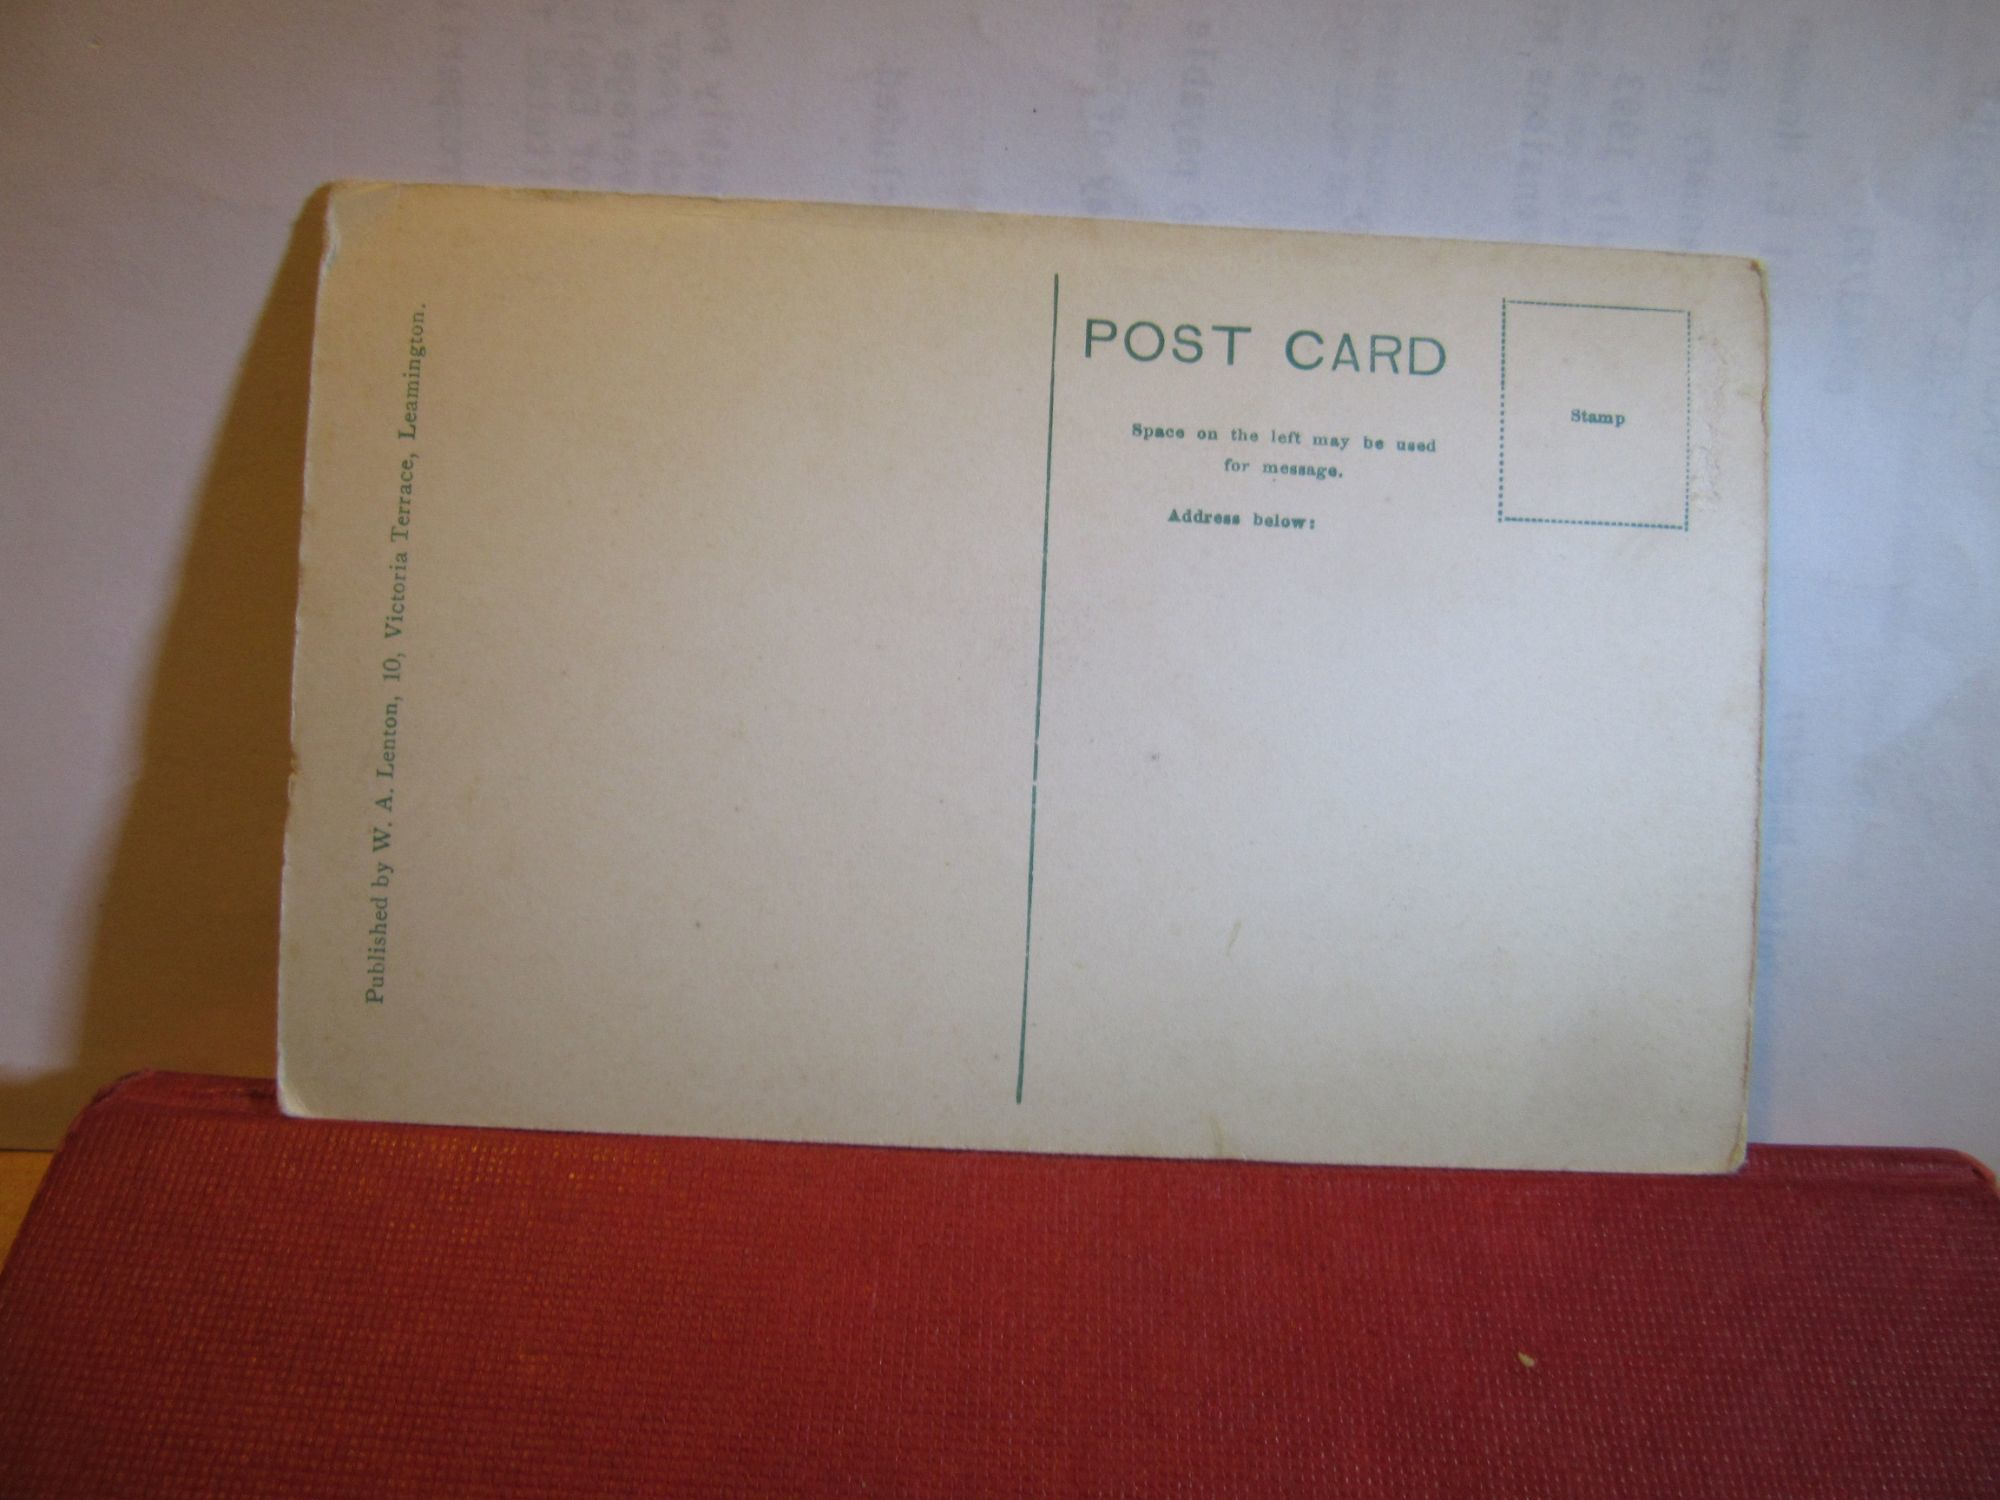 Published by W. A. Lenton, 10, Victoria Terrace, Leamington.
POST CARD
Space on the left may be used
for message.
Address below:
Stamp